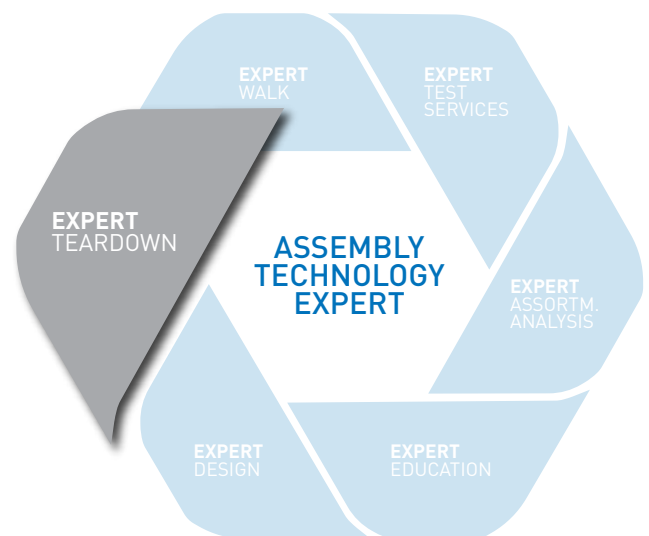 EXPERT
WALK
EXPERT
TEST
SERVICES
EXPERT
TEARDOWN
ASSEMBLY
TECHNOLOGY
EXPERT
EXPERT
ASSORTM.
ANALYSIS
EXPERT
DESIGN
EXPERT
EDUCATION